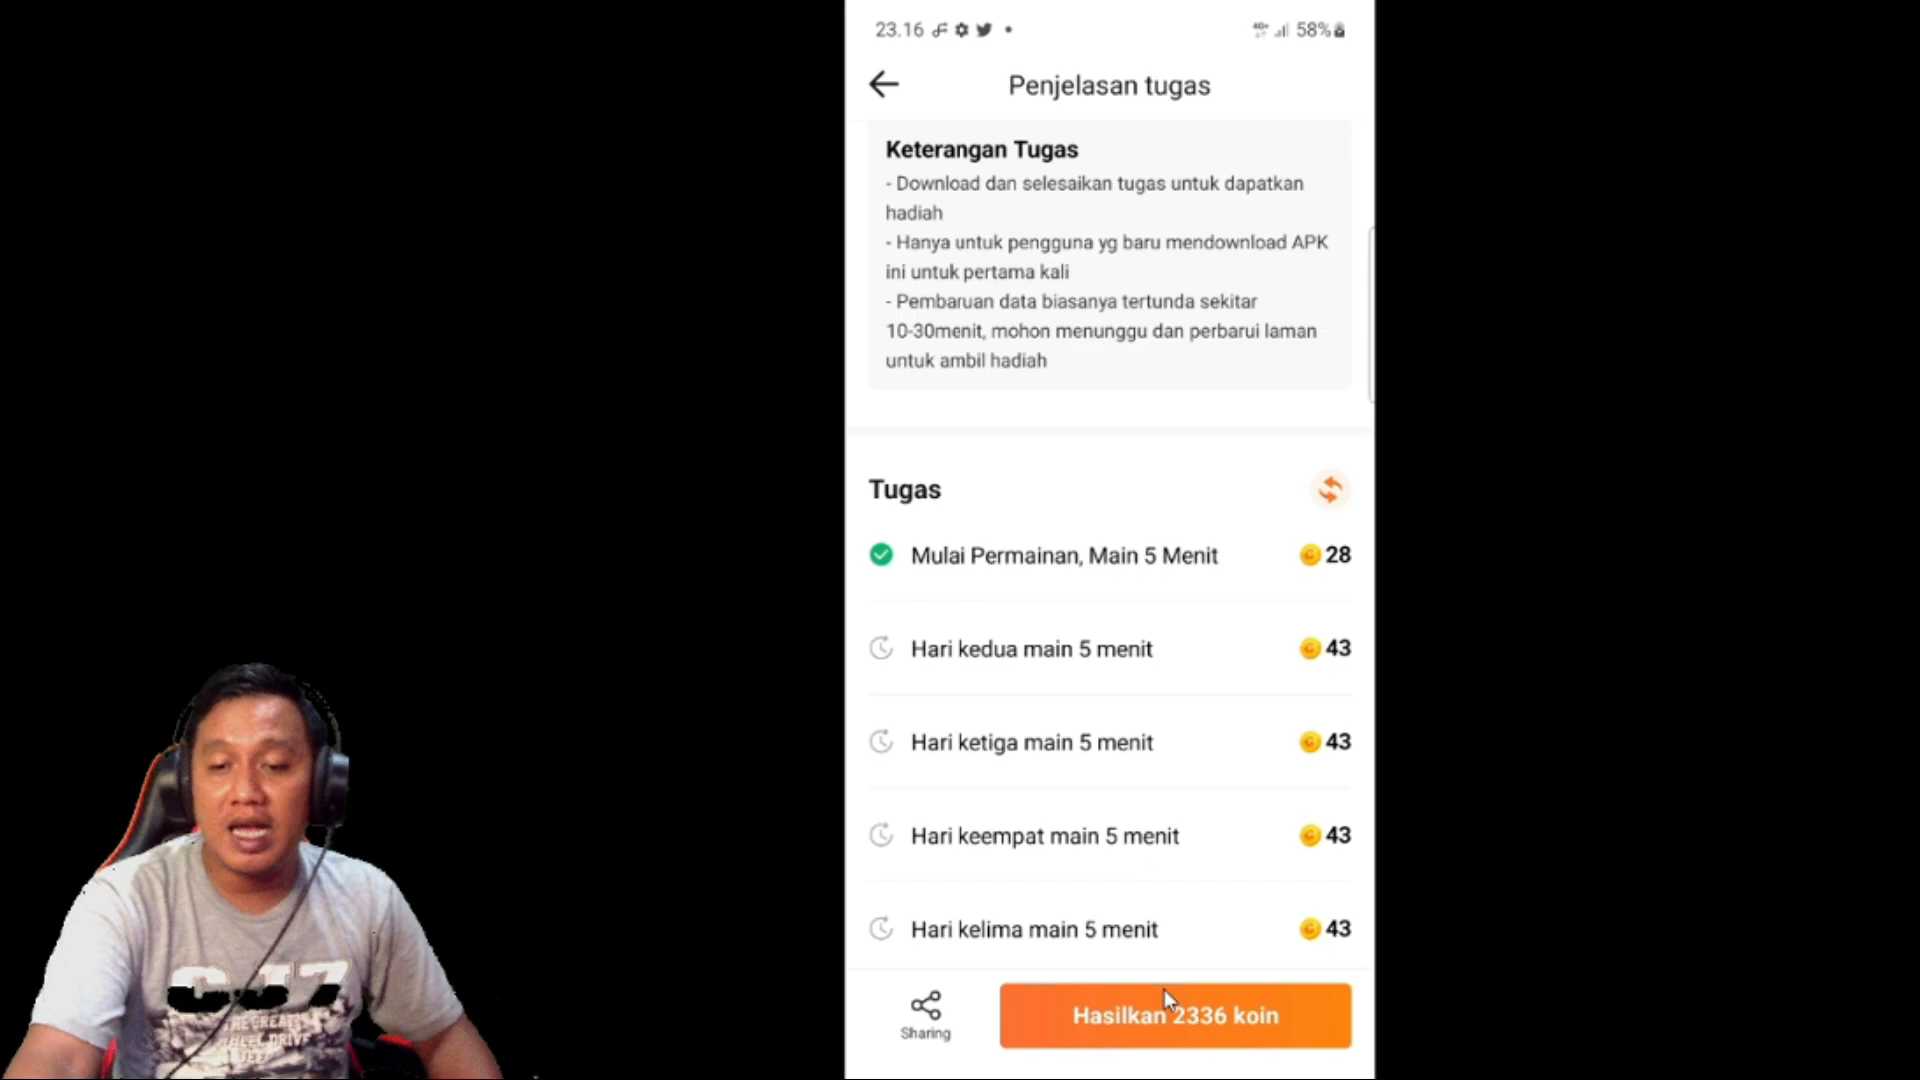 23.16
58%
Penjelasan tugas
Keterangan Tugas
- Download dan selesaikan tugas untuk dapatkan
hadiah
- Hanya untuk pengguna yg baru mendownload APK
ini untuk pertama kali
- Pembaruan data biasanya tertunda sekitar
10-30menit, mohon menunggu dan perbarui laman
untuk ambil hadiah
Tugas
Mulai Permainan, Main 5 Menit 28
Hari kedua main 5 menit 43
Hari ketiga main 5 menit 43
Hari keempat main 5 menit 43
Hari kelima main 5 menit 43
Sharing
Hasilkan 2336 koin
THE GREAT